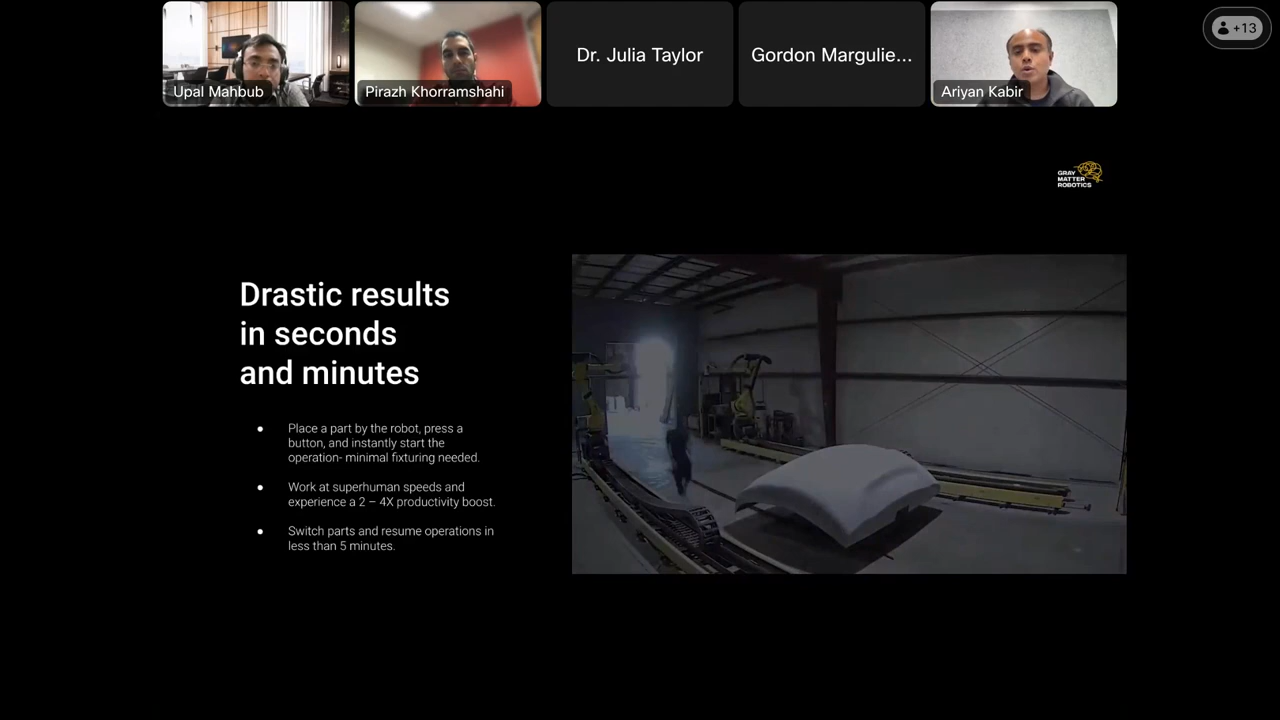 Upal Mahbub
Pirazh Khorramshahi
Dr. Julia Taylor
Gordon Margulie...
Ariyan Kabir
+13
GRAY
MATTER
ROBOTICS
Drastic results
in seconds
and minutes
● Place a part by the robot, press a
button, and instantly start the
operation- minimal fixturing needed.
● Work at superhuman speeds and
experience a 2 – 4X productivity boost.
● Switch parts and resume operations in
less than 5 minutes.